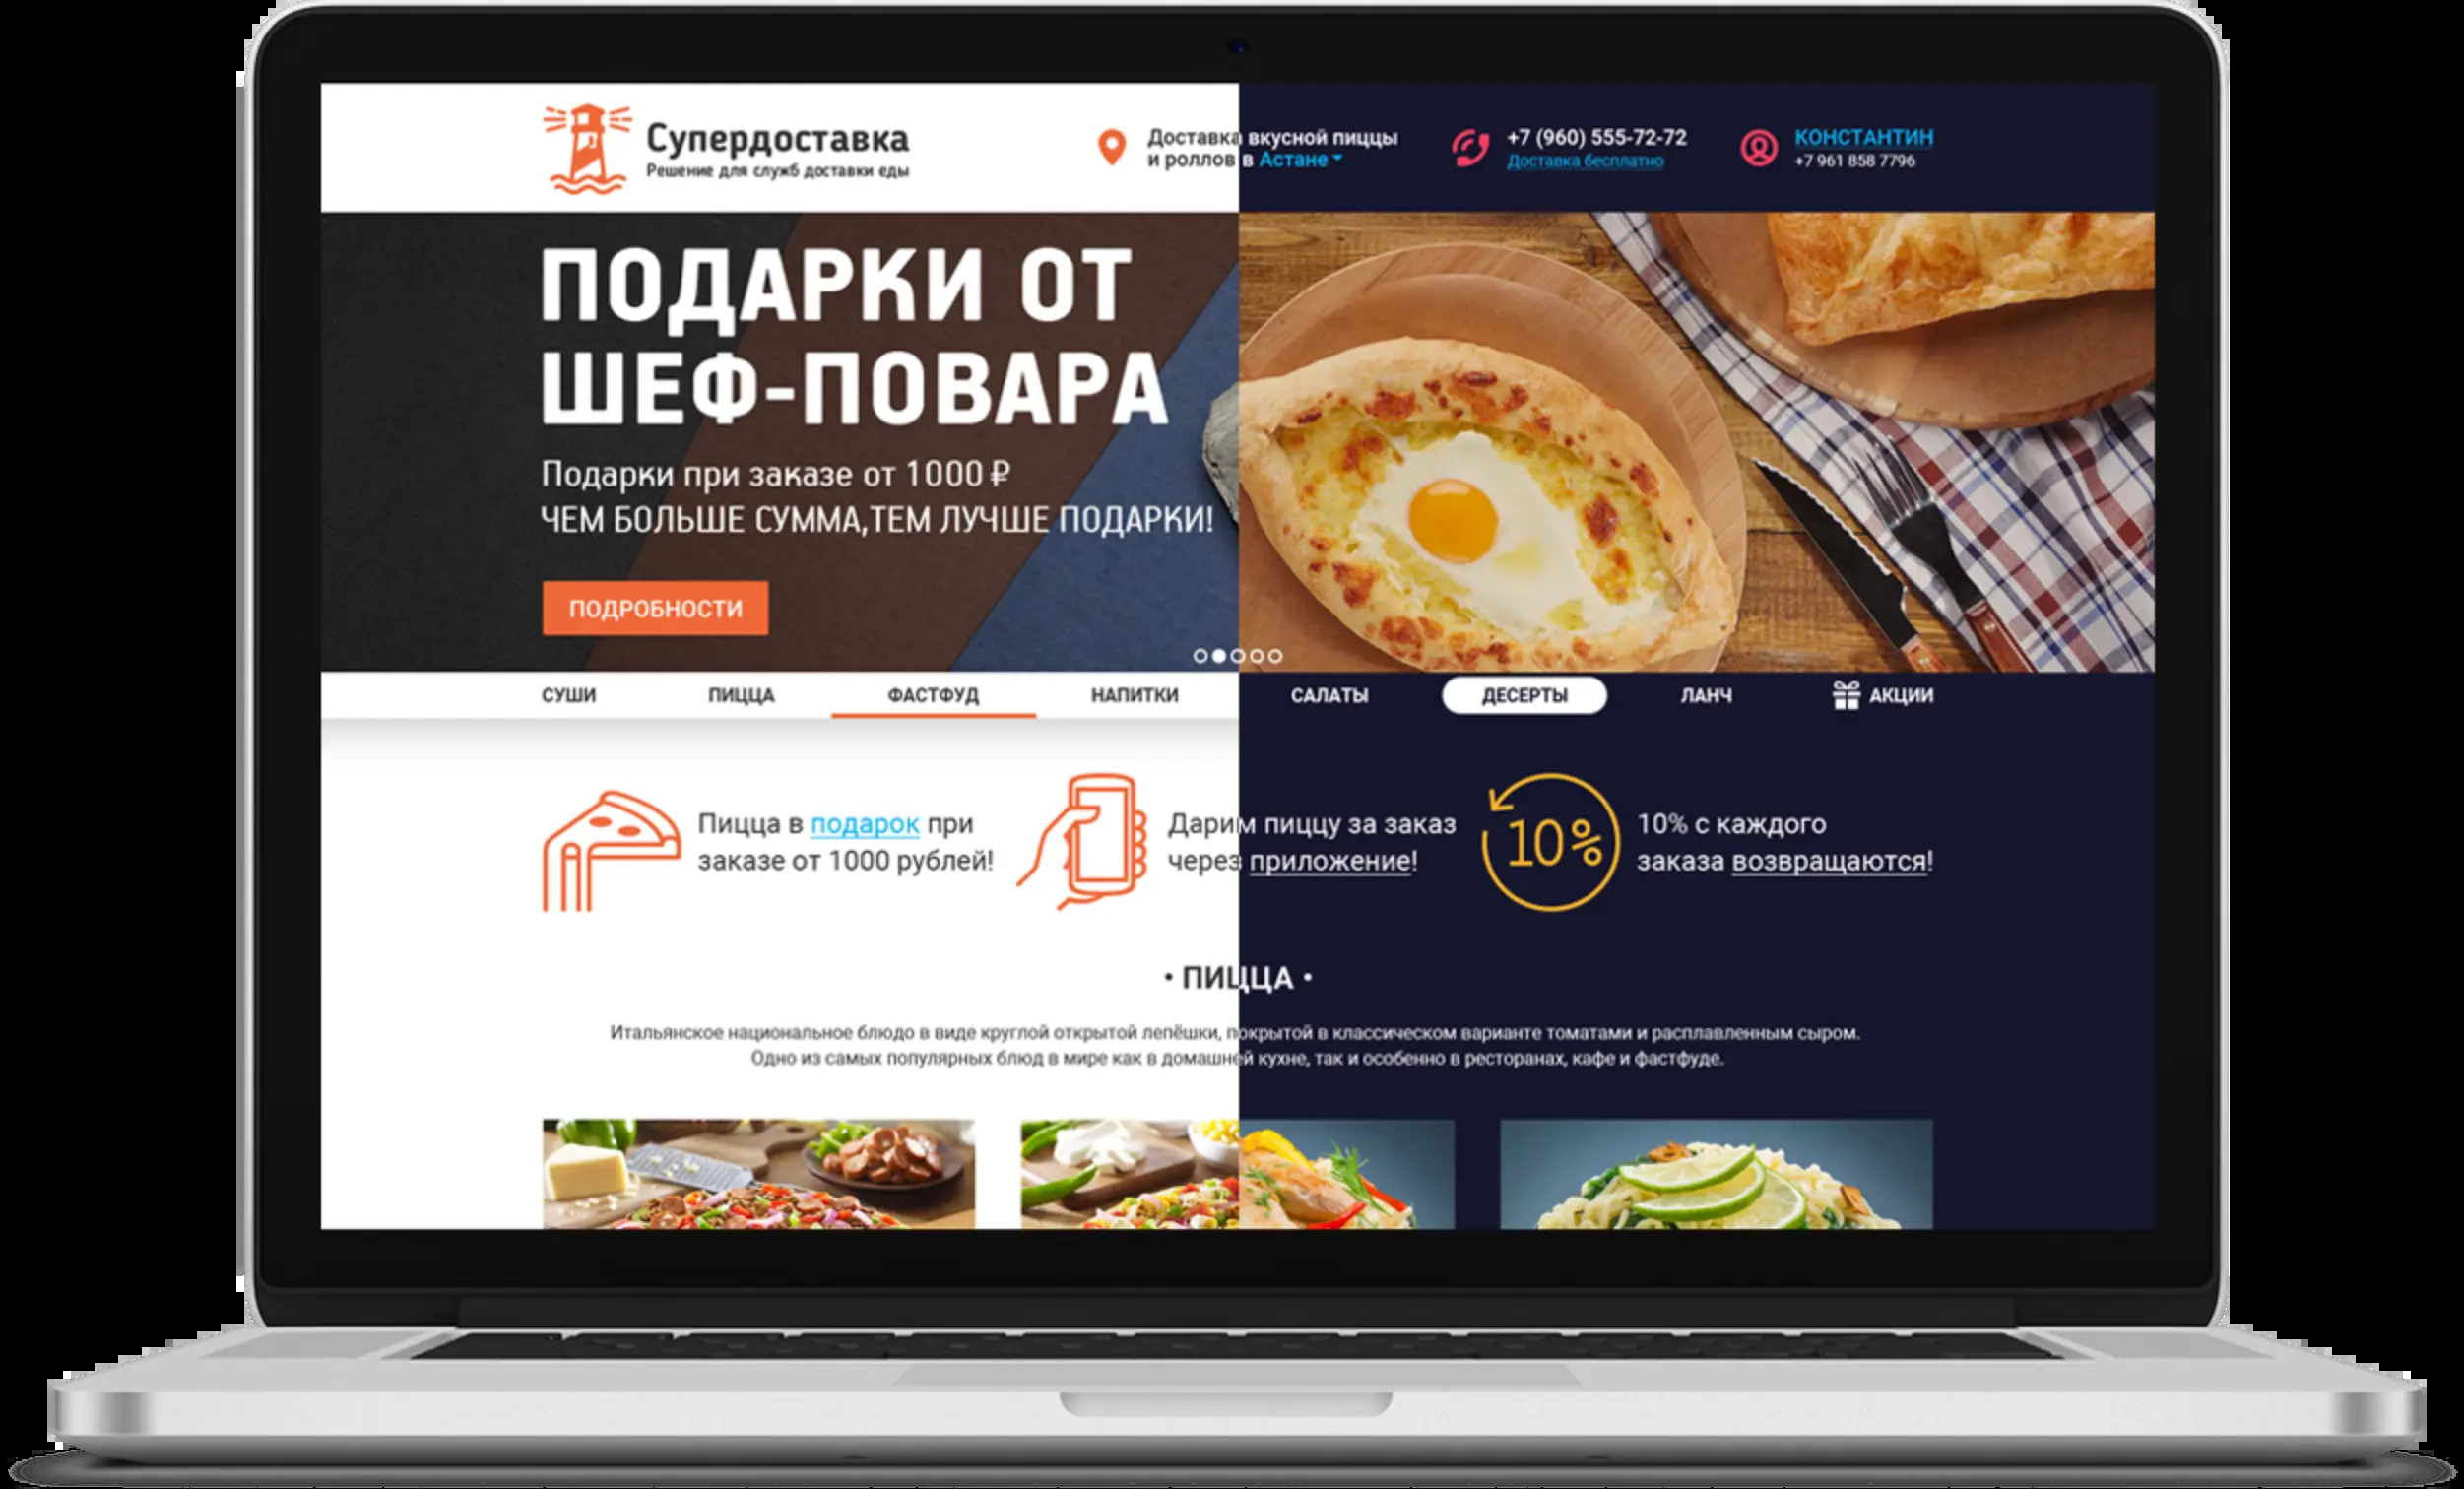 Супердоставка
Решение для служб доставки еды
Доставка вкусной пиццы
и роллов в Астане
+7 (960) 555-72-72
Доставка бесплатно
КОНСТАНТИН
+7 961 858 7796
ПОДАРКИ ОТ
ШЕФ-ПОВАРА
Подарки при заказе от 1000 ₽
ЧЕМ БОЛЬШЕ СУММА,ТЕМ ЛУЧШЕ ПОДАРКИ!
ПОДРОБНОСТИ
СУШИ ПИЦЦА ФАСТФУД НАПИТКИ САЛАТЫ ДЕСЕРТЫ ЛАНЧ АКЦИИ
Пицца в подарок при
заказе от 1000 рублей!
Дарим пиццу за заказ
через приложение!
10%
10% с каждого
заказа возвращаются!
• ПИЦЦА •
Итальянское национальное блюдо в виде круглой открытой лепёшки, покрытой в классическом варианте томатами и расплавленным сыром.
Одно из самых популярных блюд в мире как в домашней кухне, так и особенно в ресторанах, кафе и фастфуде.